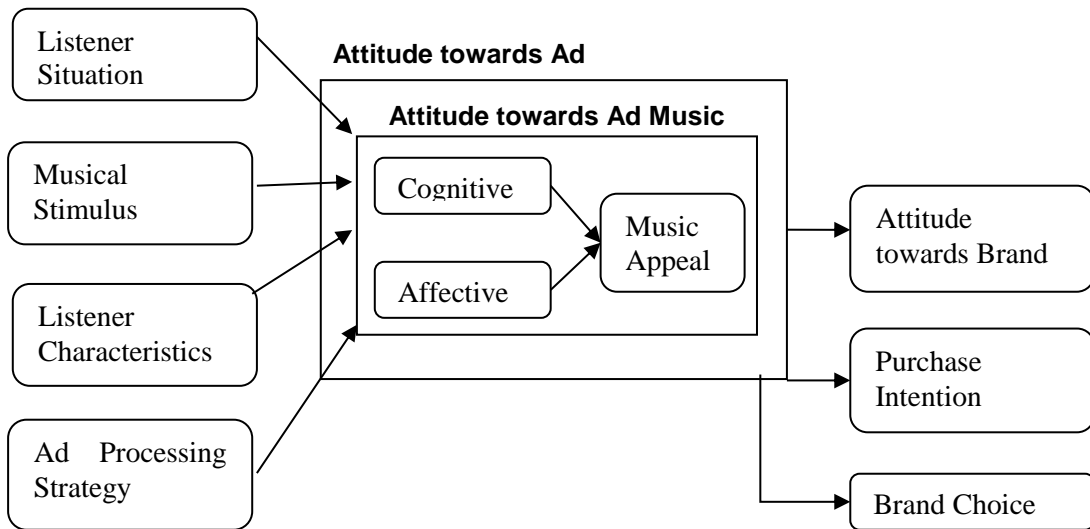 Listener
Situation
Musical
Stimulus
Listener
Characteristics
Ad Processing
Strategy
Attitude towards Ad
Attitude towards Ad Music
Cognitive
Affective
Music
Appeal
Attitude
towards Brand
Purchase
Intention
Brand Choice